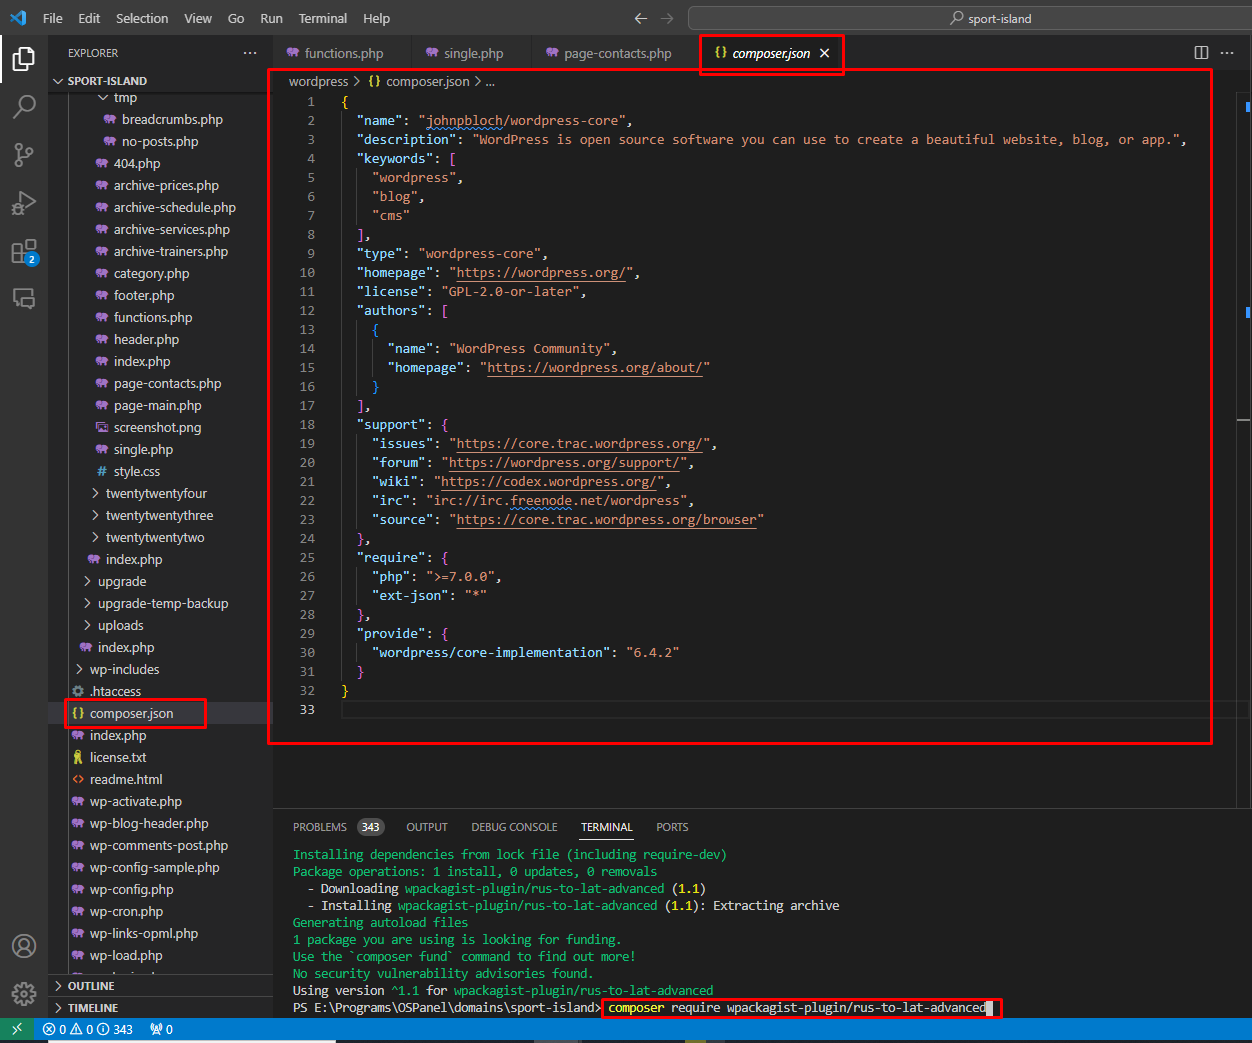 File Edit Selection View Go Run Terminal Help
sport-island
EXPLORER
functions.php
single.php
page-contacts.php
composer.json
SPORT-ISLAND
tmp
breadcrumbs.php
no-posts.php
404.php
archive-prices.php
archive-schedule.php
archive-services.php
archive-trainers.php
category.php
footer.php
functions.php
header.php
index.php
page-contacts.php
page-main.php
screenshot.png
single.php
style.css
twentytwentyfour
twentytwentythree
twentytwentytwo
index.php
upgrade
upgrade-temp-backup
uploads
index.php
wp-includes
.htaccess
composer.json
index.php
license.txt
readme.html
wp-activate.php
wp-blog-header.php
wp-comments-post.php
wp-config-sample.php
wp-config.php
wp-cron.php
wp-links-opml.php
wp-load.php
OUTLINE
TIMELINE
2
wordpress > {} composer.json > ...
1 {
2 "name": "johnpbloch/wordpress-core",
3 "description": "WordPress is open source software you can use to create a beautiful website, blog, or app.",
4 "keywords": [
5 "wordpress",
6 "blog",
7 "cms"
8 ],
9 "type": "wordpress-core",
10 "homepage": "https://wordpress.org/",
11 "license": "GPL-2.0-or-later",
12 "authors": [
13 {
14 "name": "WordPress Community",
15 "homepage": "https://wordpress.org/about/"
16 }
17 ],
18 "support": {
19 "issues": "https://core.trac.wordpress.org/",
20 "forum": "https://wordpress.org/support/",
21 "wiki": "https://codex.wordpress.org/",
22 "irc": "irc://irc.freenode.net/wordpress",
23 "source": "https://core.trac.wordpress.org/browser"
24 },
25 "require": {
26 "php": ">=7.0.0",
27 "ext-json": "*"
28 },
29 "provide": {
30 "wordpress/core-implementation": "6.4.2"
31 }
32 }
33
PROBLEMS 343 OUTPUT DEBUG CONSOLE TERMINAL PORTS
Installing dependencies from lock file (including require-dev)
Package operations: 1 install, 0 updates, 0 removals
- Downloading wpackagist-plugin/rus-to-lat-advanced (1.1)
- Installing wpackagist-plugin/rus-to-lat-advanced (1.1): Extracting archive
Generating autoload files
1 package you are using is looking for funding.
Use the `composer fund` command to find out more!
No security vulnerability advisories found.
Using version ^1.1 for wpackagist-plugin/rus-to-lat-advanced
PS E:\Programs\OSPanel\domains\sport-island> composer require wpackagist-plugin/rus-to-lat-advanced
0 0 343 0